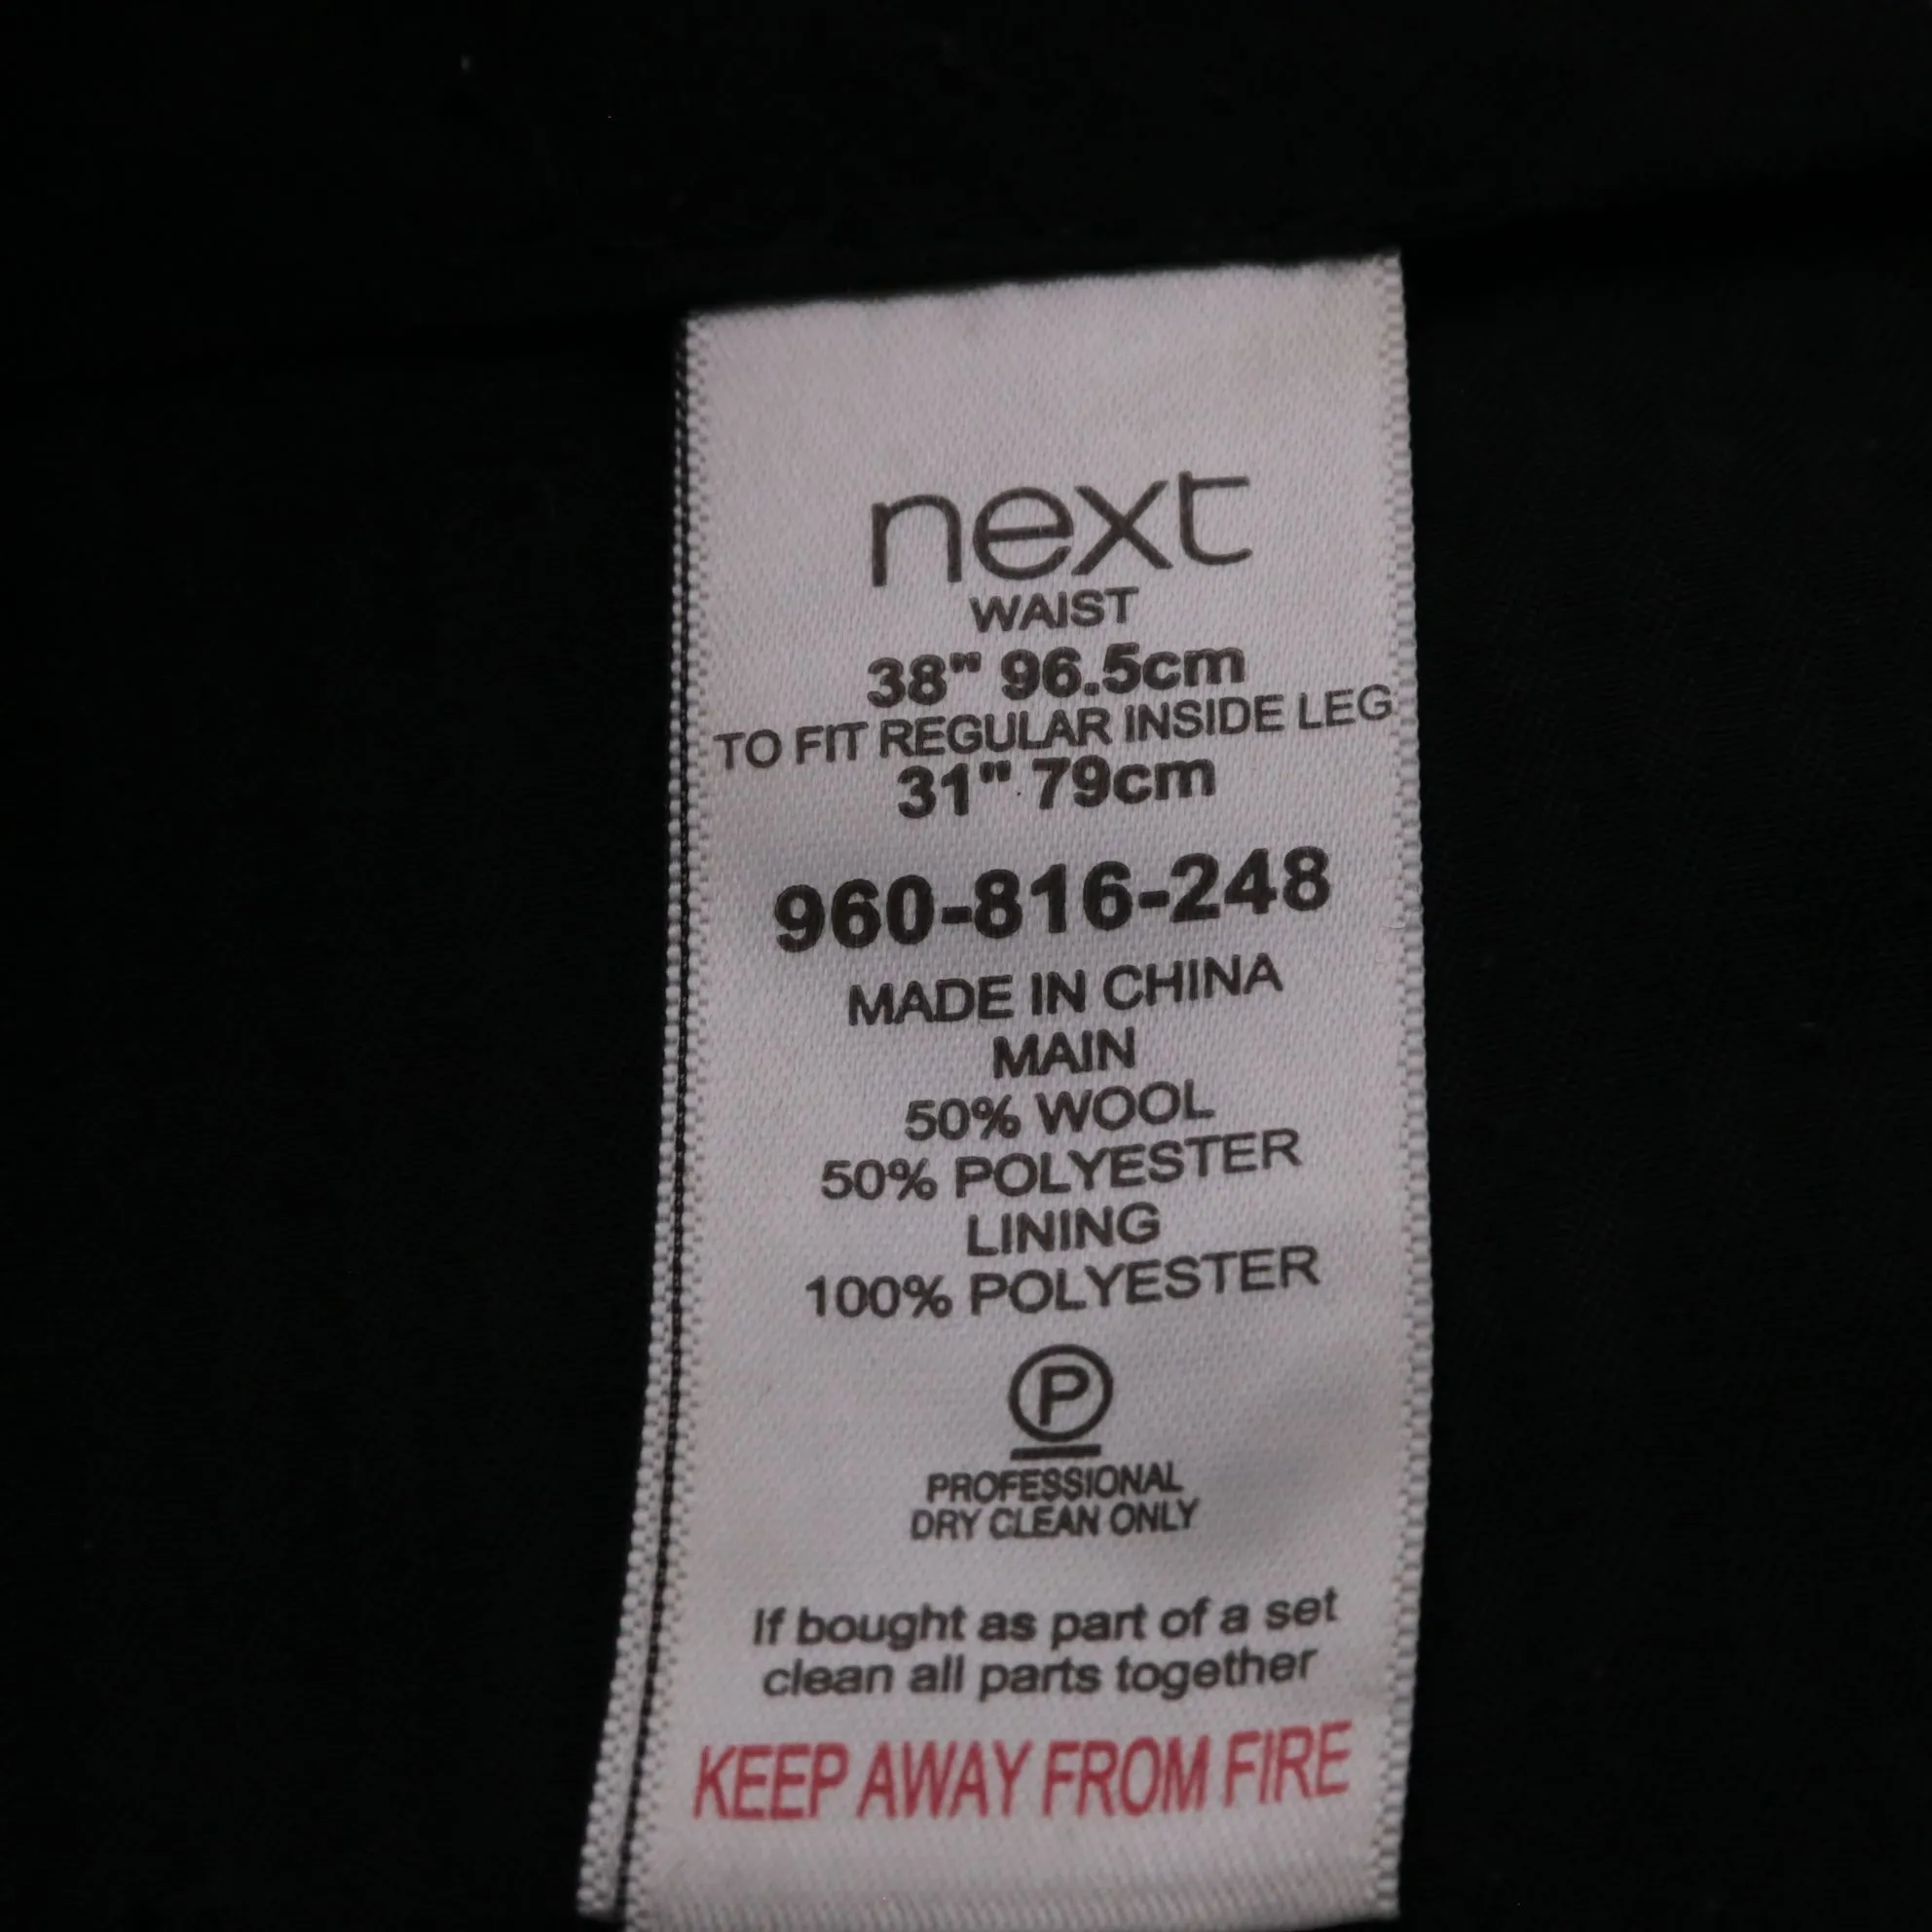 next
WAIST
38" 96.5cm
TO FIT REGULAR INSIDE LEG
31" 79cm
960-816-248
MADE IN CHINA
MAIN
50% WOOL
50% POLYESTER
LINING
100% POLYESTER
P
PROFESSIONAL
DRY CLEAN ONLY
If bought as part of a set
clean all parts together
KEEP AWAY FROM FIRE